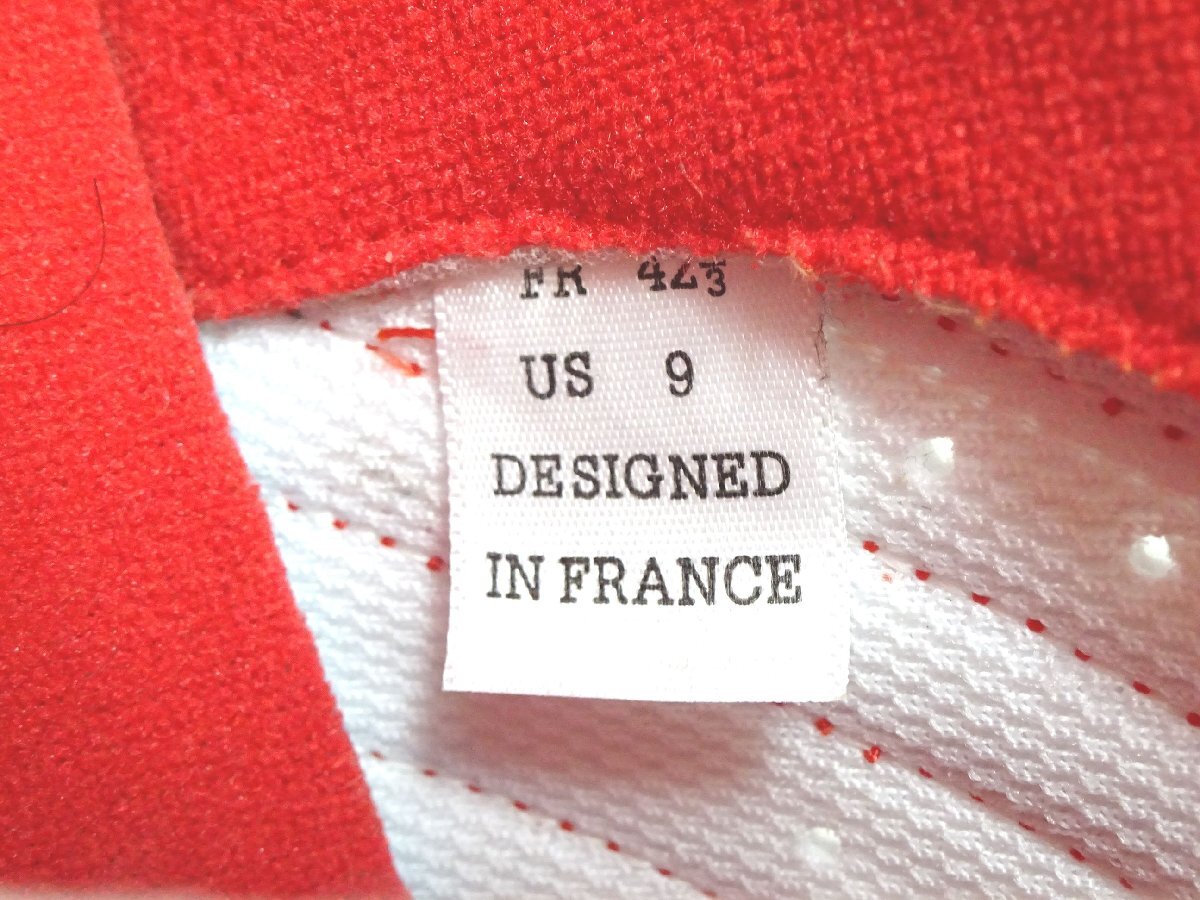 FR 42⅔
US 9
DESIGNED
IN FRANCE